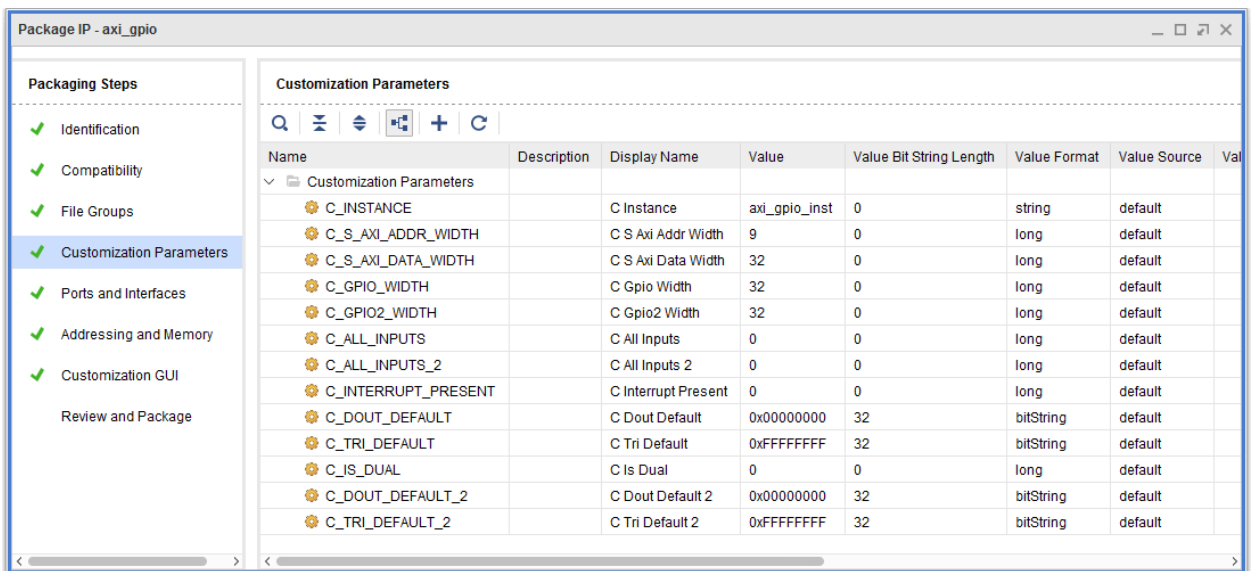 Package IP - axi_gpio
Packaging Steps
Identification
Compatibility
File Groups
Customization Parameters
Ports and Interfaces
Addressing and Memory
Customization GUI
Review and Package
Customization Parameters
Name Description Display Name Value Value Bit String Length Value Format Value Source Val
Customization Parameters
C_INSTANCE C Instance axi_gpio_inst 0 string default
C_S_AXI_ADDR_WIDTH C S Axi Addr Width 9 0 long default
C_S_AXI_DATA_WIDTH C S Axi Data Width 32 0 long default
C_GPIO_WIDTH C Gpio Width 32 0 long default
C_GPIO2_WIDTH C Gpio2 Width 32 0 long default
C_ALL_INPUTS C All Inputs 0 0 long default
C_ALL_INPUTS_2 C All Inputs 2 0 0 long default
C_INTERRUPT_PRESENT C Interrupt Present 0 0 long default
C_DOUT_DEFAULT C Dout Default 0x00000000 32 bitString default
C_TRI_DEFAULT C Tri Default 0xFFFFFFFF 32 bitString default
C_IS_DUAL C Is Dual 0 0 long default
C_DOUT_DEFAULT_2 C Dout Default 2 0x00000000 32 bitString default
C_TRI_DEFAULT_2 C Tri Default 2 0xFFFFFFFF 32 bitString default